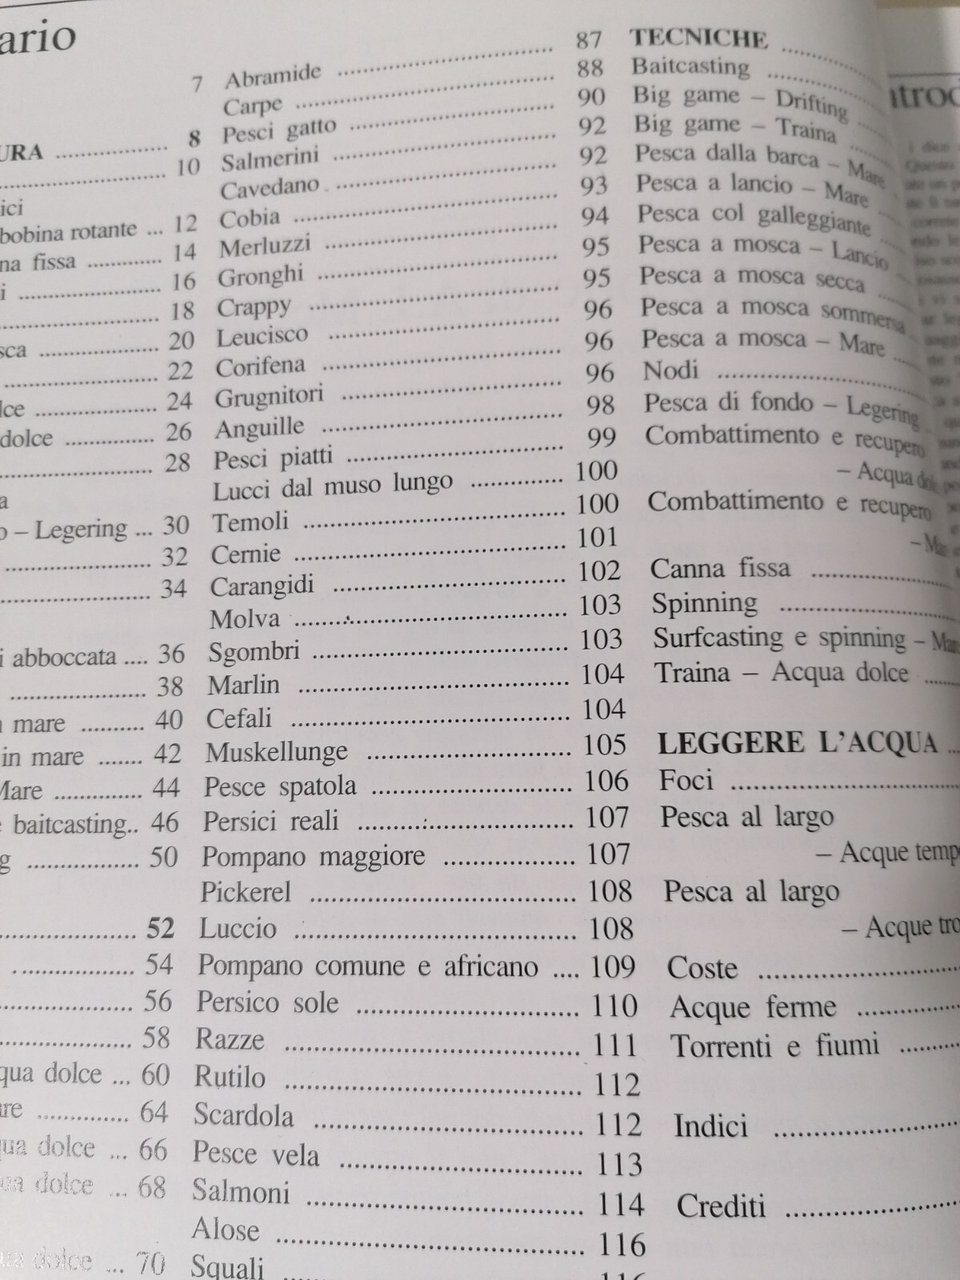 ario
7
URA ... 8
... 10
ici
bobina rotante ... 12
na fissa ... 14
i ... 16
... 18
sca ... 20
... 22
lce ... 24
dolce ... 26
... 28
a
o – Legering ... 30
... 32
... 34
i abboccata .... 36
... 38
mare ... 40
in mare ... 42
Mare ... 44
baitcasting.. 46
g ... 50
... 52
... 54
... 56
... 58
qua dolce ... 60
re ... 64
qua dolce ... 66
dolce ... 68
dolce ... 70
Abramide ... 87
Carpe ... 88
Pesci gatto ... 90
Salmerini ... 92
Cavedano ... 92
Cobia ... 93
Merluzzi ... 94
Gronghi ... 95
Crappy ... 95
Leucisco ... 96
Corifena ... 96
Grugnitori ... 96
Anguille ... 98
Pesci piatti ... 99
Lucci dal muso lungo ... 100
Temoli ... 100
Cernie ... 101
Carangidi ... 102
Molva ... 103
Sgombri ... 103
Marlin ... 104
Cefali ... 104
Muskellunge ... 105
Pesce spatola ... 106
Persici reali ... 107
Pompano maggiore ... 107
Pickerel ... 108
Luccio ... 108
Pompano comune e africano .... 109
Persico sole ... 110
Razze ... 111
Rutilo ... 112
Scardola ... 112
Pesce vela ... 113
Salmoni ... 114
Alose ... 116
Squali 116
TECNICHE ...
Baitcasting ...
Big game – Drifting
Big game – Traina ...
Pesca dalla barca – Mare
Pesca a lancio – Mare
Pesca col galleggiante
Pesca a mosca – Lancio
Pesca a mosca secca ...
Pesca a mosca sommersa
Pesca a mosca – Mare ...
Nodi ...
Pesca di fondo – Legering
Combattimento e recupero
– Acqua dolce
Combattimento e recupero
– Mare
Canna fissa ...
Spinning ...
Surfcasting e spinning – Mare
Traina – Acqua dolce ...
LEGGERE L'ACQUA ...
Foci ...
Pesca al largo
– Acque temp
Pesca al largo
– Acque tro
Coste ...
Acque ferme ...
Torrenti e fiumi ...
Indici ...
Crediti ...
ntrod